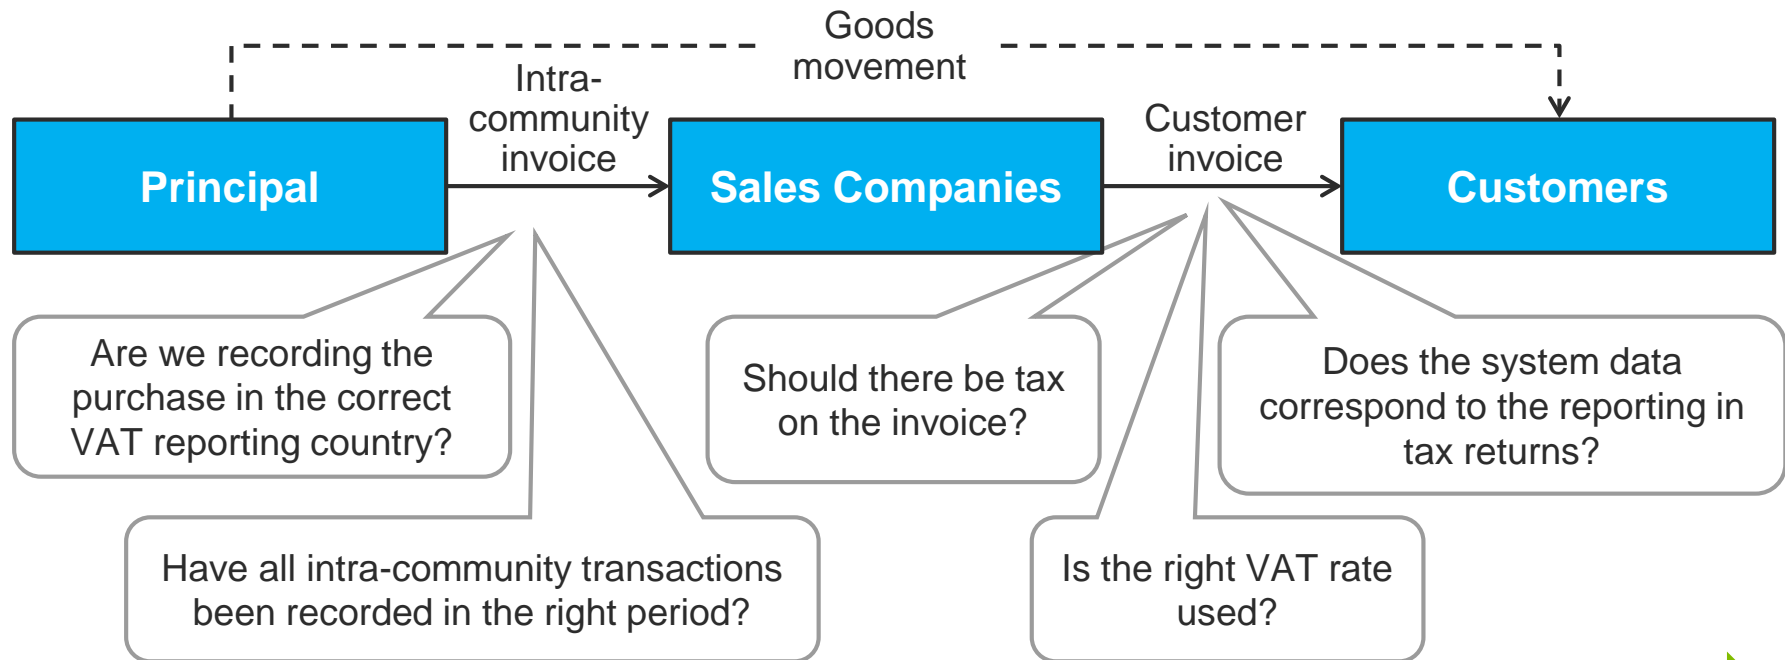 Goods
movement
Intra-
community
invoice
Customer
invoice
Principal
Sales Companies
Customers
Are we recording the
purchase in the correct
VAT reporting country?
Should there be tax
on the invoice?
Does the system data
correspond to the reporting in
tax returns?
Have all intra-community transactions
been recorded in the right period?
Is the right VAT rate
used?